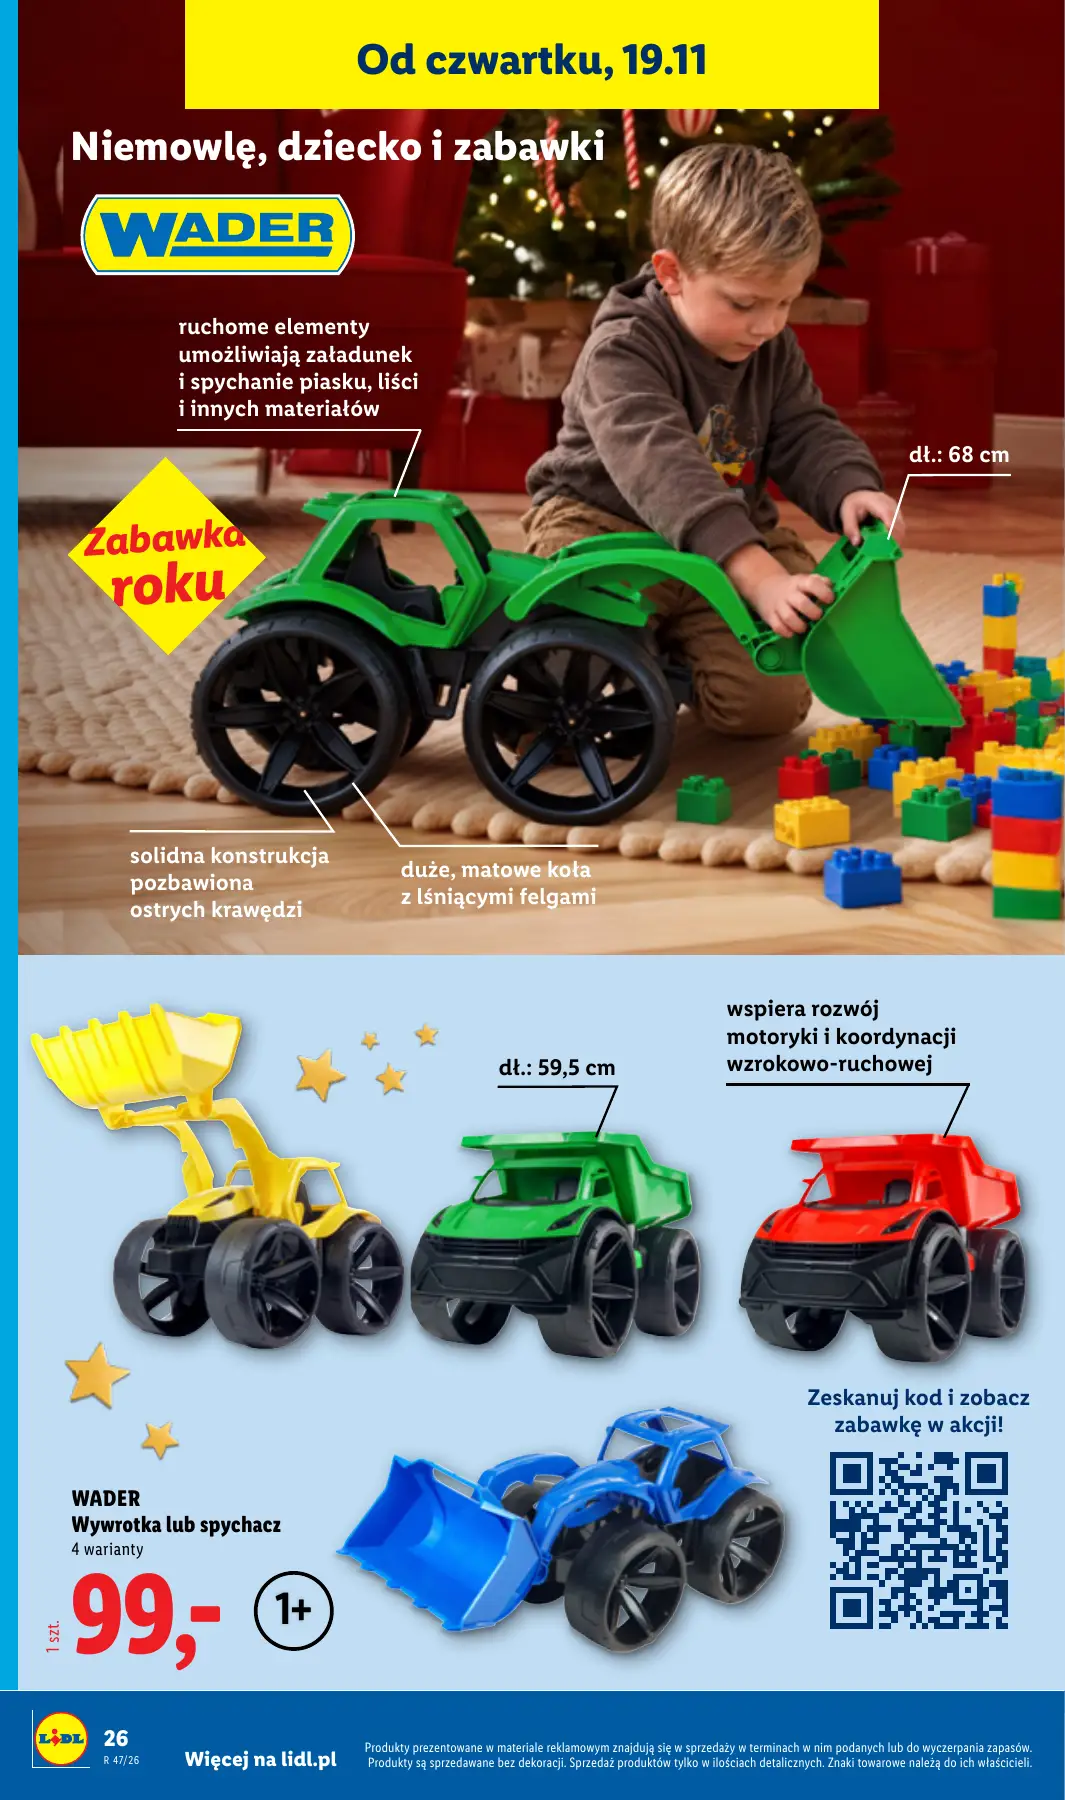 Od czwartku, 19.11
Niemowlę, dziecko i zabawki
WADER
ruchome elementy
umożliwiają załadunek
i spychanie piasku, liści
i innych materiałów
dł.: 68 cm
Zabawka
roku
solidna konstrukcja
pozbawiona
ostrych krawędzi
duże, matowe koła
z lśniącymi felgami
wspiera rozwój
motoryki i koordynacji
wzrokowo-ruchowej
dł.: 59,5 cm
Zeskanuj kod i zobacz
zabawkę w akcji!
WADER
Wywrotka lub spychacz
4 warianty
1 szt.
99,-
1+
LIDL
26
R 47/26
Więcej na lidl.pl
Produkty prezentowane w materiale reklamowym znajdują się w sprzedaży w terminach w nim podanych lub do wyczerpania zapasów.
Produkty są sprzedawane bez dekoracji. Sprzedaż produktów tylko w ilościach detalicznych. Znaki towarowe należą do ich właścicieli.